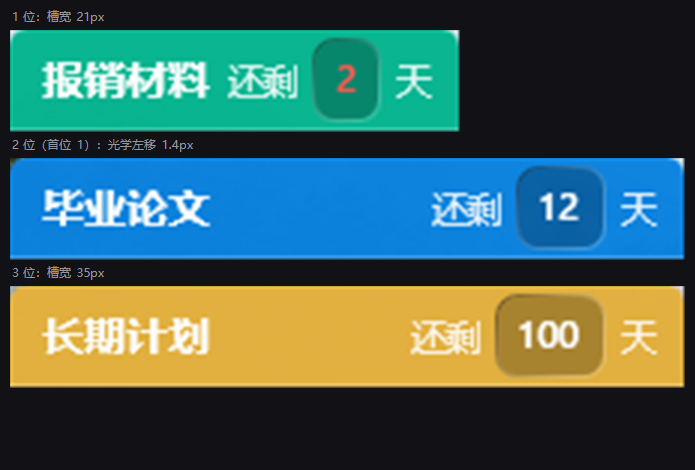 1 位: 槽宽 21px
报销材料 还剩 2 天
2 位 (首位 1) : 光学左移 1.4px
毕业论文 还剩 12 天
3 位: 槽宽 35px
长期计划 还剩 100 天